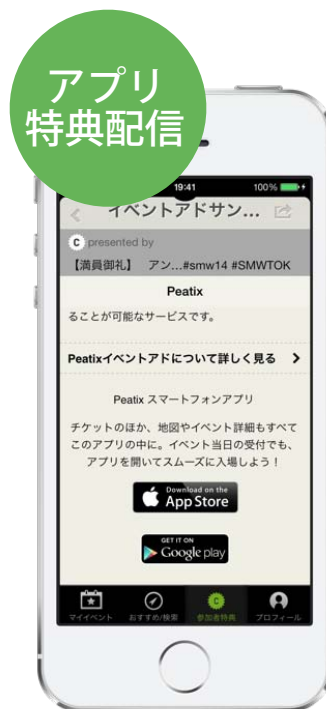 アプリ
特典配信
19:41 100%
イベントアドサン...
C presented by
【満員御礼】 アン...#smw14 #SMWTOK
Peatix
ることが可能なサービスです。
Peatixイベントアドについて詳しく見る
Peatix スマートフォンアプリ
チケットのほか、地図やイベント詳細もすべて
このアプリの中に。イベント当日の受付でも、
アプリを開いてスムーズに入場しよう！
Download on the
App Store
GET IT ON
Google play
C
マイイベント おすすめ/検索 参加者特典 プロフィール